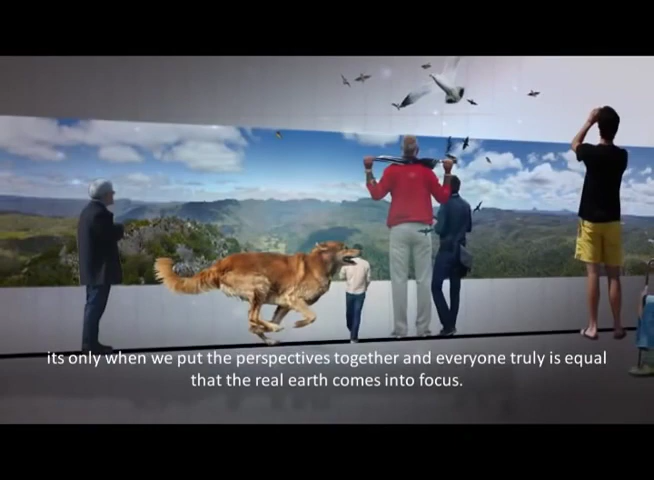 its only when we put the perspectives together and everyone truly is equal
that the real earth comes into focus.